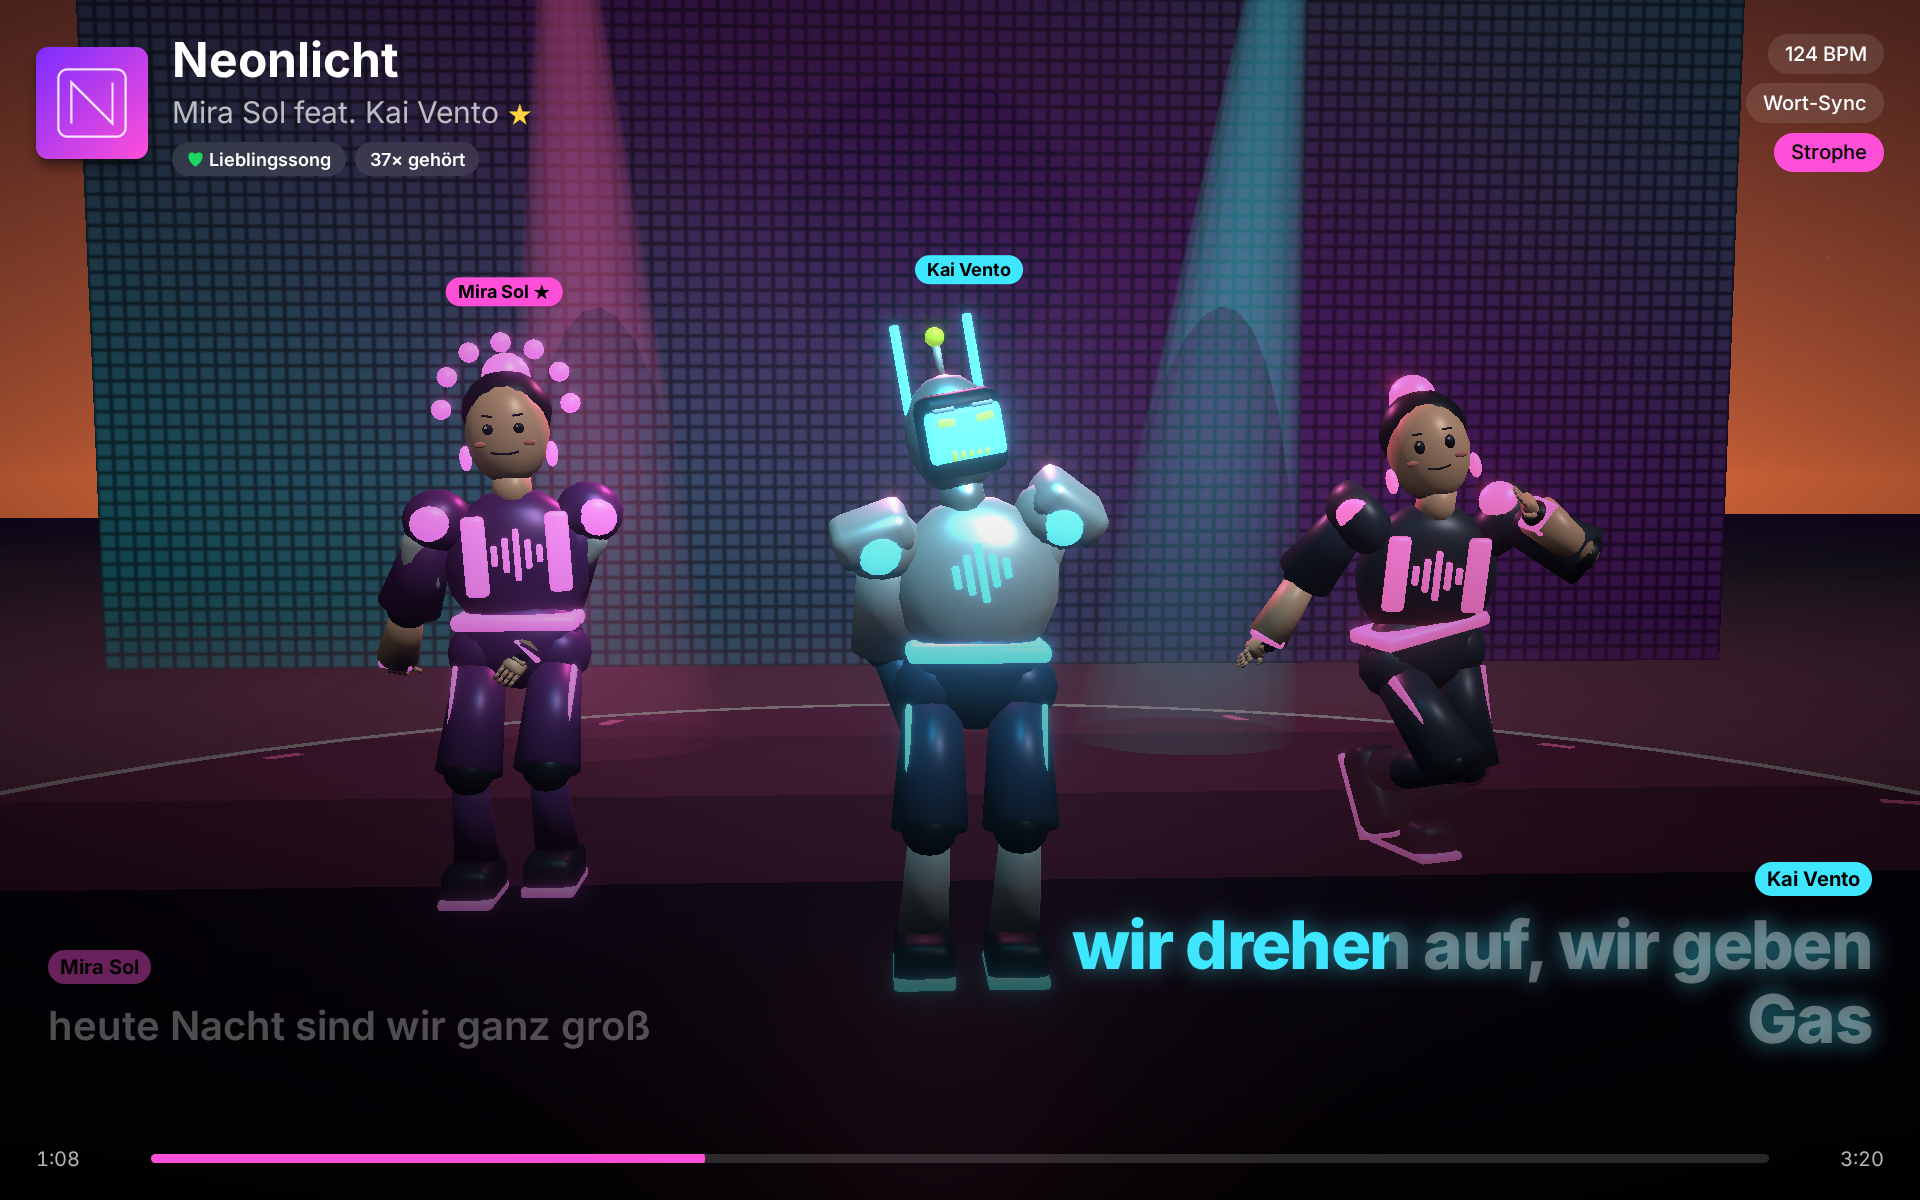 N
Neonlicht
Mira Sol feat. Kai Vento ★
Lieblingssong
37× gehört
124 BPM
Wort-Sync
Strophe
Mira Sol ★
Kai Vento
Kai Vento
wir drehen auf, wir geben
Gas
Mira Sol
heute Nacht sind wir ganz groß
1:08
3:20